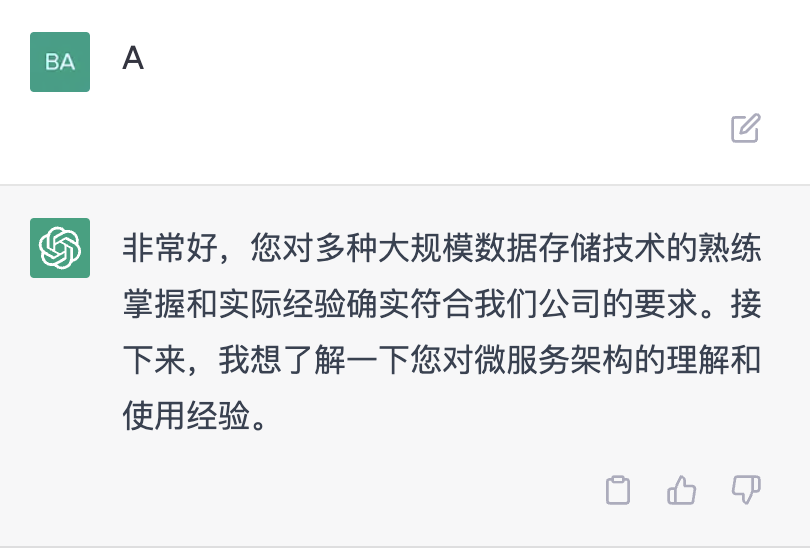 BA
A
非常好，您对多种大规模数据存储技术的熟练
掌握和实际经验确实符合我们公司的要求。接
下来，我想了解一下您对微服务架构的理解和
使用经验。